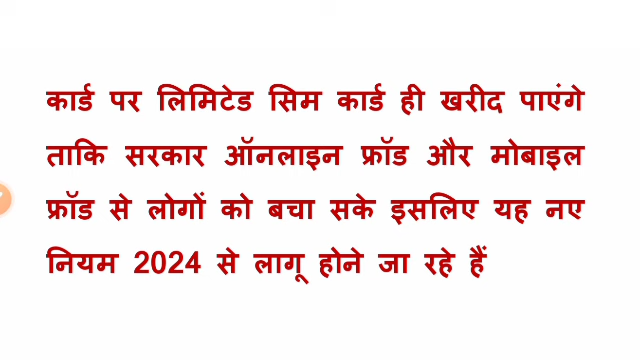 कार्ड पर लिमिटेड सिम कार्ड ही खरीद पाएंगे
ताकि सरकार ऑनलाइन फ्रॉड और मोबाइल
फ्रॉड से लोगों को बचा सके इसलिए यह नए
नियम 2024 से लागू होने जा रहे हैं